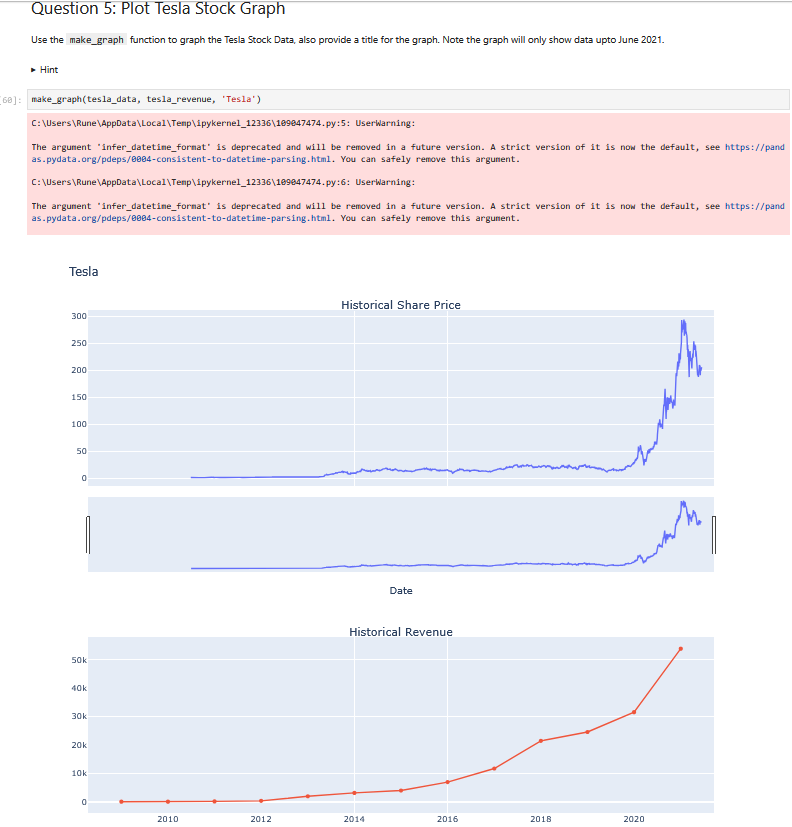 Question 5: Plot Tesla Stock Graph
Use the make_graph function to graph the Tesla Stock Data, also provide a title for the graph. Note the graph will only show data upto June 2021.
▸ Hint
[60]: make_graph(tesla_data, tesla_revenue, 'Tesla')
C:\Users\Rune\AppData\Local\Temp\ipykernel_12336\109047474.py:5: UserWarning:
The argument 'infer_datetime_format' is deprecated and will be removed in a future version. A strict version of it is now the default, see https://pand
as.pydata.org/pdeps/0004-consistent-to-datetime-parsing.html. You can safely remove this argument.
C:\Users\Rune\AppData\Local\Temp\ipykernel_12336\109047474.py:6: UserWarning:
The argument 'infer_datetime_format' is deprecated and will be removed in a future version. A strict version of it is now the default, see https://pand
as.pydata.org/pdeps/0004-consistent-to-datetime-parsing.html. You can safely remove this argument.
Tesla
Historical Share Price
300
250
200
150
100
50
0
Date
Historical Revenue
50k
40k
30k
20k
10k
0
2010 2012 2014 2016 2018 2020